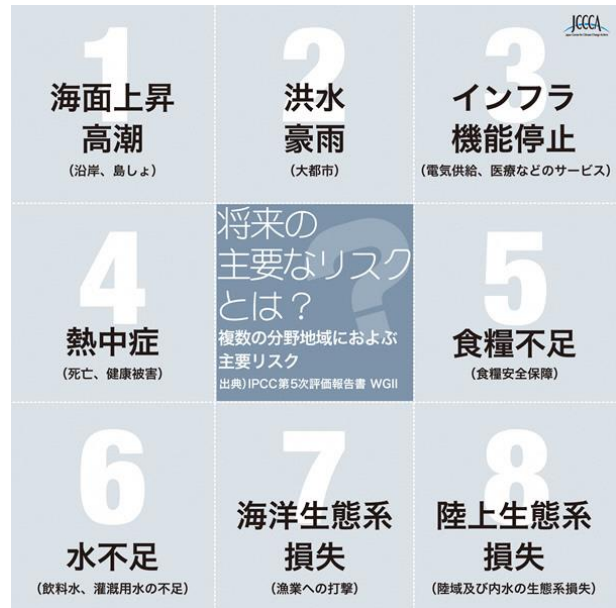 JCCCA
1
海面上昇
高潮
(沿岸、島しょ)
2
洪水
豪雨
(大都市)
3
インフラ
機能停止
(電気供給、医療などのサービス)
4
熱中症
(死亡、健康被害)
将来の
主要なリスク
とは?
複数の分野地域におよぶ
主要リスク
出典)IPCC第5次評価報告書 WGII
?
5
食糧不足
(食糧安全保障)
6
水不足
(飲料水、灌漑用水の不足)
7
海洋生態系
損失
(漁業への打撃)
8
陸上生態系
損失
(陸域及び内水の生態系損失)